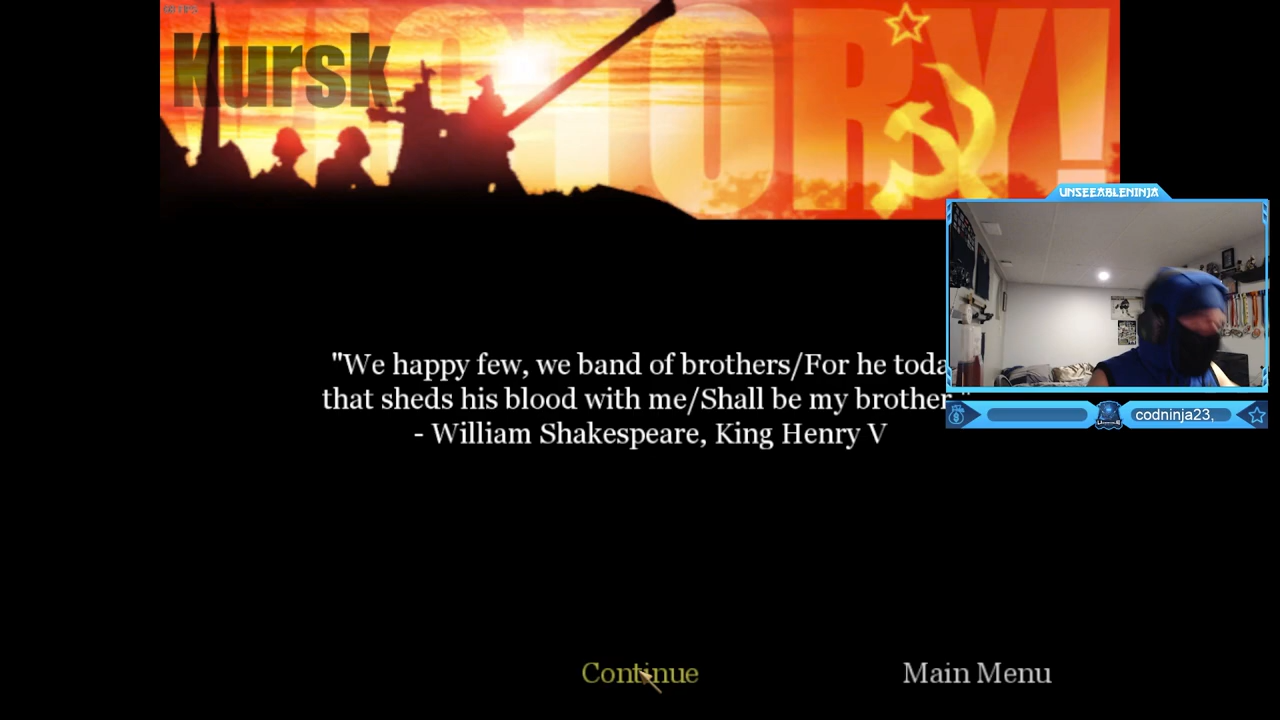 Kursk
VICTORY!
UNSEEABLENINJA
"We happy few, we band of brothers/For he toda
that sheds his blood with me/Shall be my brother."
- William Shakespeare, King Henry V
codninja23,
Continue
Main Menu